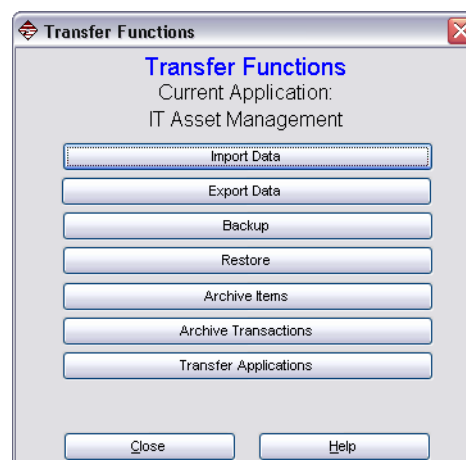 Transfer Functions
Transfer Functions
Current Application:
IT Asset Management
Import Data
Export Data
Backup
Restore
Archive Items
Archive Transactions
Transfer Applications
Close Help